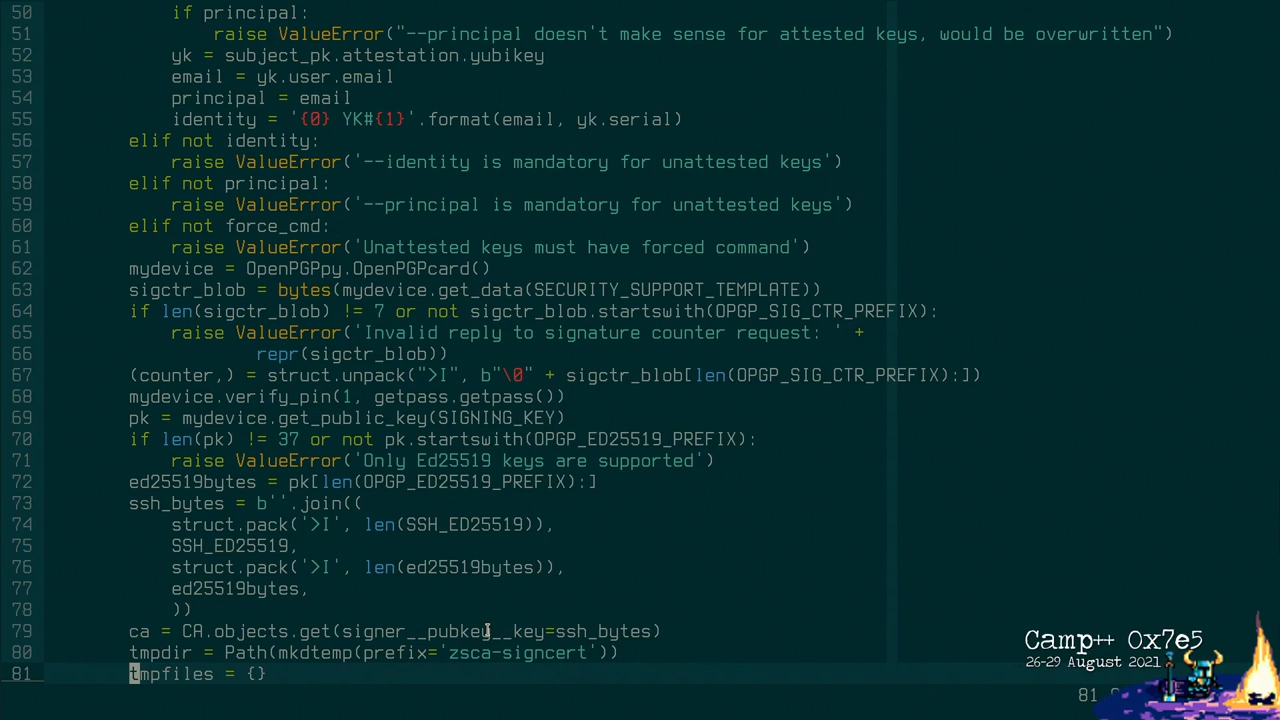 50             if principal:
51                 raise ValueError("--principal doesn't make sense for attested keys, would be overwritten")
52             yk = subject_pk.attestation.yubikey
53             email = yk.user.email
54             principal = email
55             identity = '{0} YK#{1}'.format(email, yk.serial)
56         elif not identity:
57             raise ValueError('--identity is mandatory for unattested keys')
58         elif not principal:
59             raise ValueError('--principal is mandatory for unattested keys')
60         elif not force_cmd:
61             raise ValueError('Unattested keys must have forced command')
62         mydevice = OpenPGPpy.OpenPGPcard()
63         sigctr_blob = bytes(mydevice.get_data(SECURITY_SUPPORT_TEMPLATE))
64         if len(sigctr_blob) != 7 or not sigctr_blob.startswith(OPGP_SIG_CTR_PREFIX):
65             raise ValueError('Invalid reply to signature counter request: ' +
66                     repr(sigctr_blob))
67         (counter,) = struct.unpack(">I", b"\0" + sigctr_blob[len(OPGP_SIG_CTR_PREFIX):])
68         mydevice.verify_pin(1, getpass.getpass())
69         pk = mydevice.get_public_key(SIGNING_KEY)
70         if len(pk) != 37 or not pk.startswith(OPGP_ED25519_PREFIX):
71             raise ValueError('Only Ed25519 keys are supported')
72         ed25519bytes = pk[len(OPGP_ED25519_PREFIX):]
73         ssh_bytes = b''.join((
74             struct.pack('>I', len(SSH_ED25519)),
75             SSH_ED25519,
76             struct.pack('>I', len(ed25519bytes)),
77             ed25519bytes,
78             ))
79         ca = CA.objects.get(signer__pubkey__key=ssh_bytes)
80         tmpdir = Path(mkdtemp(prefix='zsca-signcert'))
81         tmpfiles = {}
Camp++ 0x7e5
26-29 August 2021
81